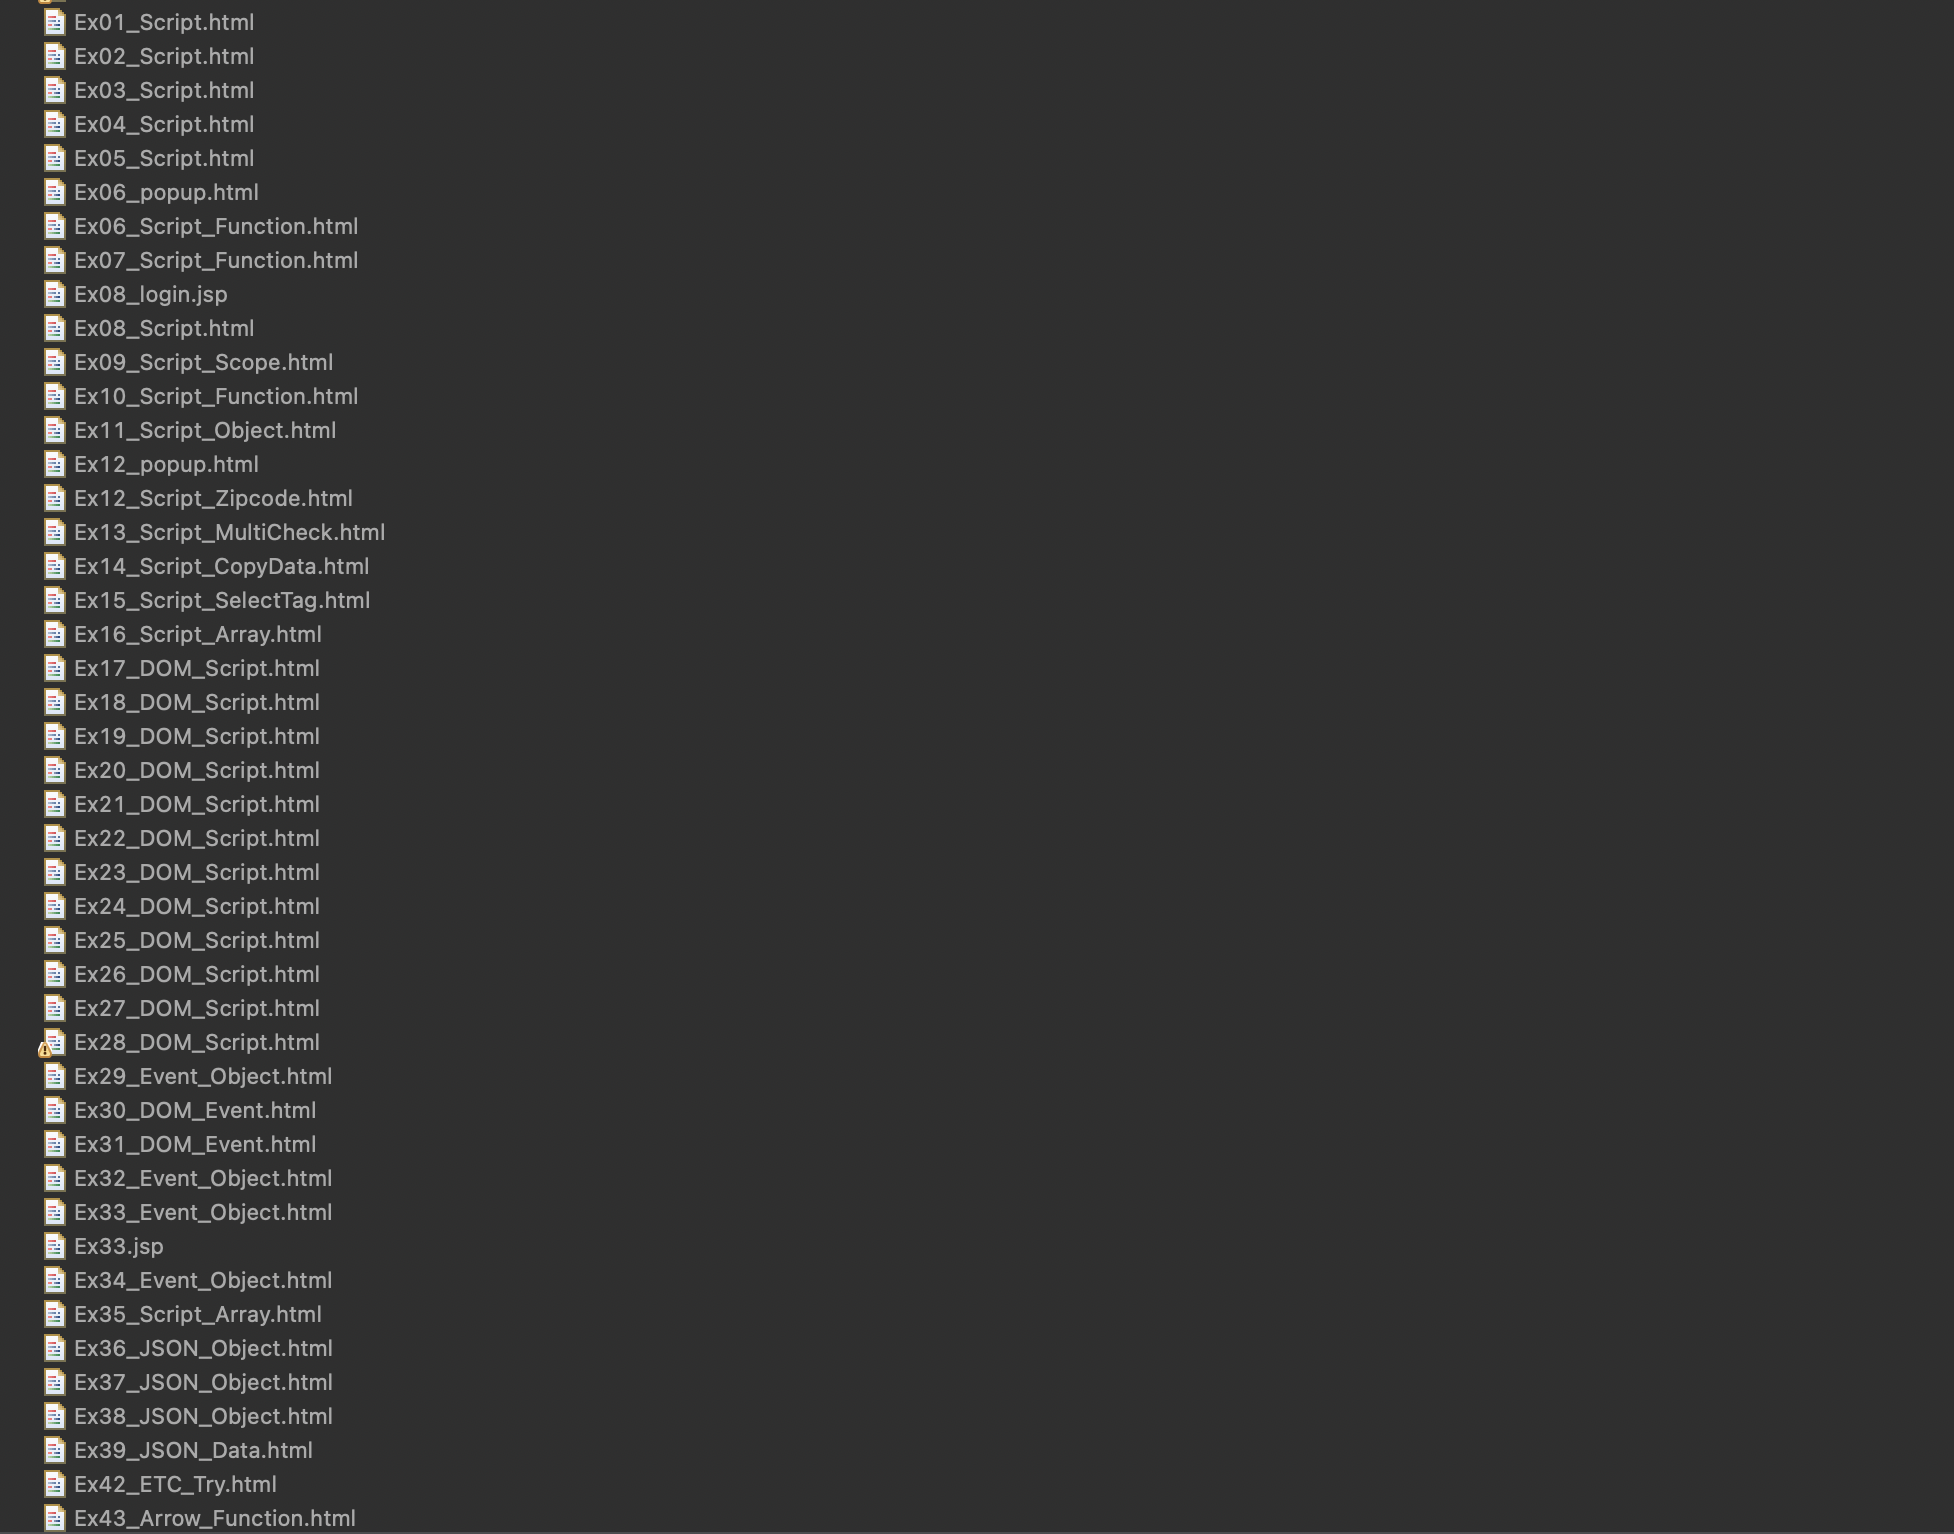 Ex01_Script.html
Ex02_Script.html
Ex03_Script.html
Ex04_Script.html
Ex05_Script.html
Ex06_popup.html
Ex06_Script_Function.html
Ex07_Script_Function.html
Ex08_login.jsp
Ex08_Script.html
Ex09_Script_Scope.html
Ex10_Script_Function.html
Ex11_Script_Object.html
Ex12_popup.html
Ex12_Script_Zipcode.html
Ex13_Script_MultiCheck.html
Ex14_Script_CopyData.html
Ex15_Script_SelectTag.html
Ex16_Script_Array.html
Ex17_DOM_Script.html
Ex18_DOM_Script.html
Ex19_DOM_Script.html
Ex20_DOM_Script.html
Ex21_DOM_Script.html
Ex22_DOM_Script.html
Ex23_DOM_Script.html
Ex24_DOM_Script.html
Ex25_DOM_Script.html
Ex26_DOM_Script.html
Ex27_DOM_Script.html
Ex28_DOM_Script.html
Ex29_Event_Object.html
Ex30_DOM_Event.html
Ex31_DOM_Event.html
Ex32_Event_Object.html
Ex33_Event_Object.html
Ex33.jsp
Ex34_Event_Object.html
Ex35_Script_Array.html
Ex36_JSON_Object.html
Ex37_JSON_Object.html
Ex38_JSON_Object.html
Ex39_JSON_Data.html
Ex42_ETC_Try.html
Ex43_Arrow_Function.html